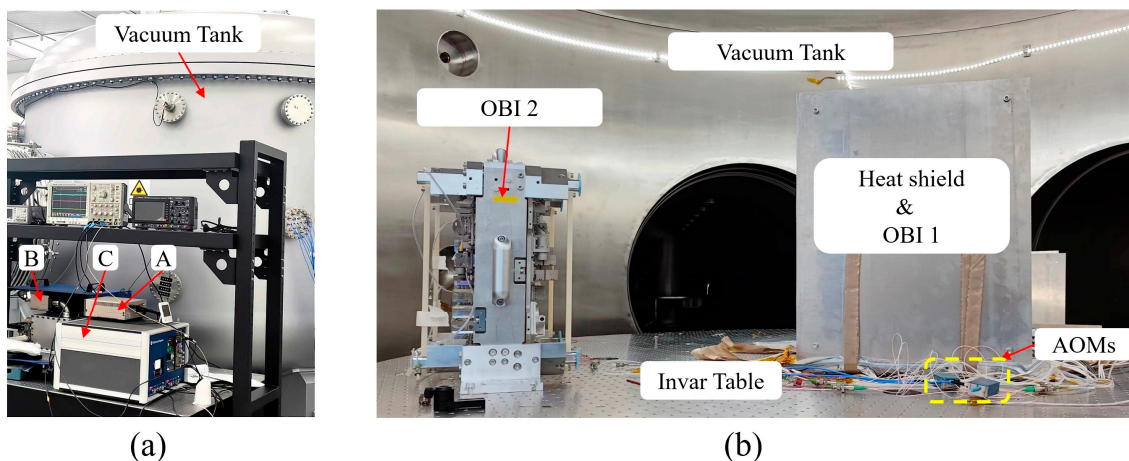 Vacuum Tank
B
C
A
(a)
Vacuum Tank
OBI 2
Heat shield
&
OBI 1
AOMs
Invar Table
(b)